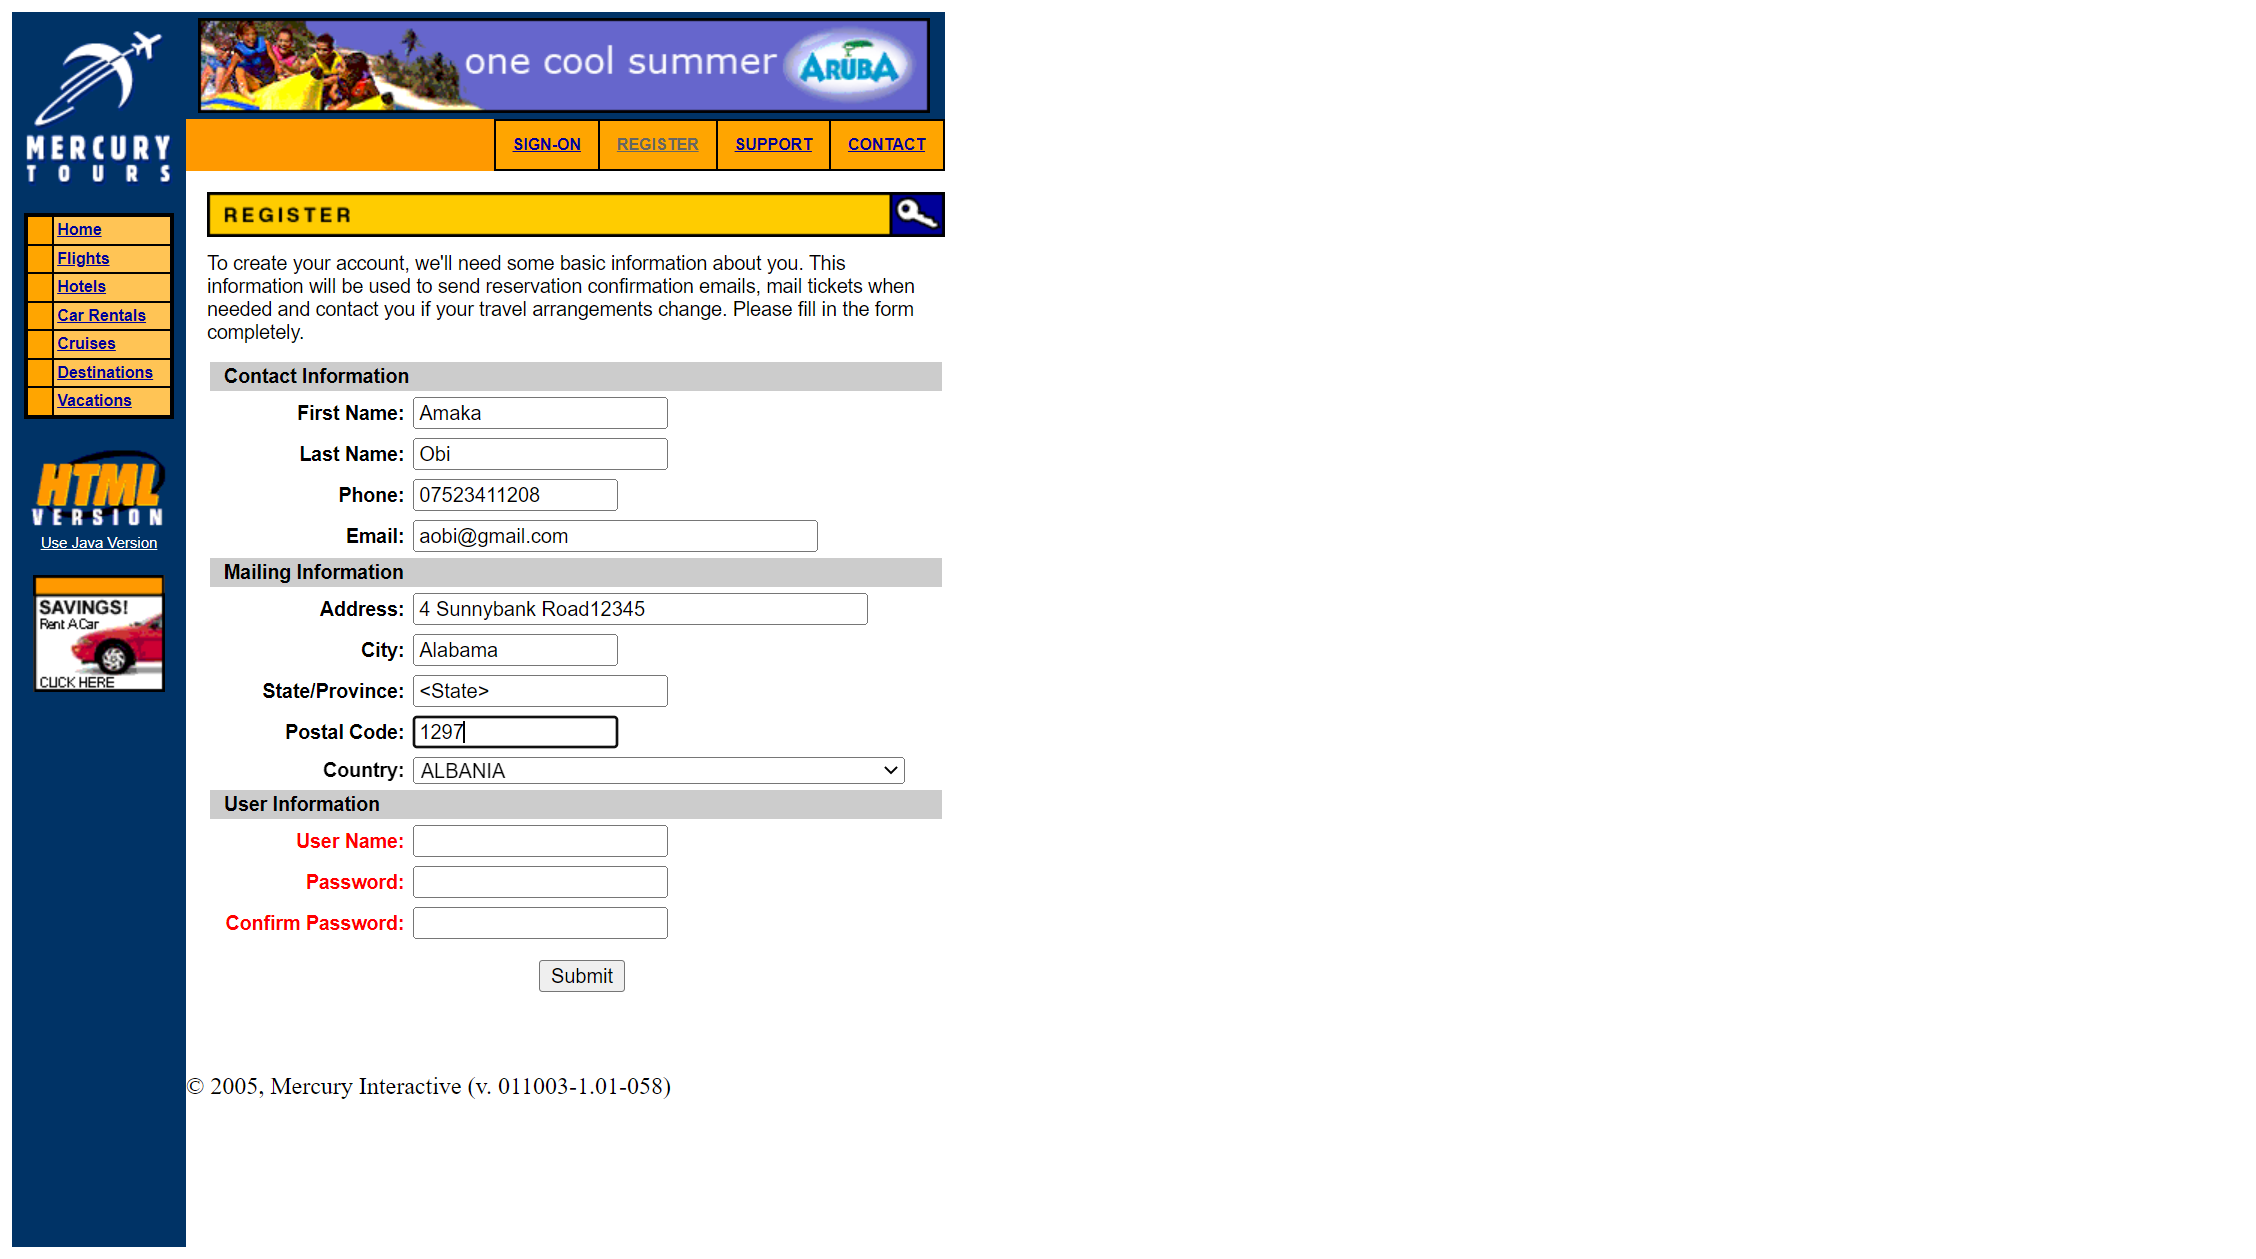 one cool summer ARUBA
MERCURY
TOURS
SIGN-ON REGISTER SUPPORT CONTACT
REGISTER
Home
Flights
Hotels
Car Rentals
Cruises
Destinations
Vacations
HTML
VERSION
Use Java Version
SAVINGS!
Rent A Car
CLICK HERE
To create your account, we'll need some basic information about you. This
information will be used to send reservation confirmation emails, mail tickets when
needed and contact you if your travel arrangements change. Please fill in the form
completely.
Contact Information
First Name: Amaka
Last Name: Obi
Phone: 07523411208
Email: aobi@gmail.com
Mailing Information
Address: 4 Sunnybank Road12345
City: Alabama
State/Province: <State>
Postal Code: 1297
Country: ALBANIA
User Information
User Name:
Password:
Confirm Password:
Submit
© 2005, Mercury Interactive (v. 011003-1.01-058)